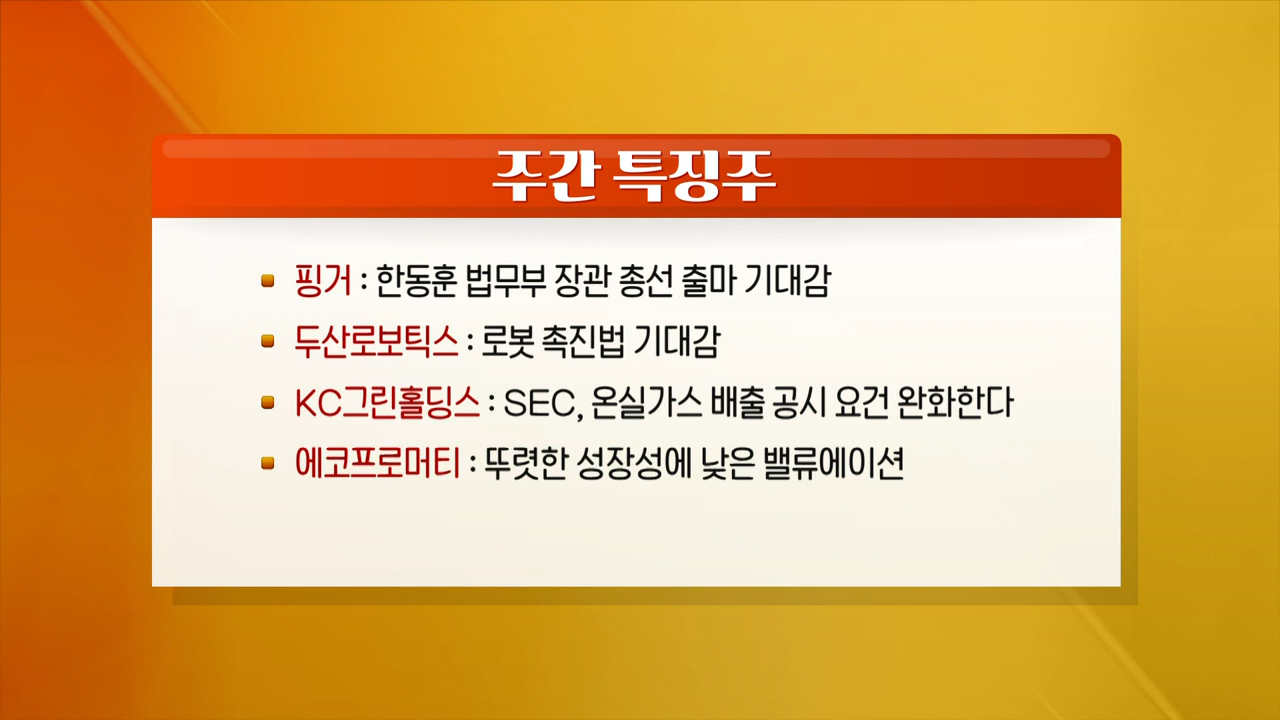 주간 특징주
핑거 : 한동훈 법무부 장관 총선 출마 기대감
두산로보틱스 : 로봇 촉진법 기대감
KC그린홀딩스 : SEC, 온실가스 배출 공시 요건 완화한다
에코프로머티 : 뚜렷한 성장성에 낮은 밸류에이션